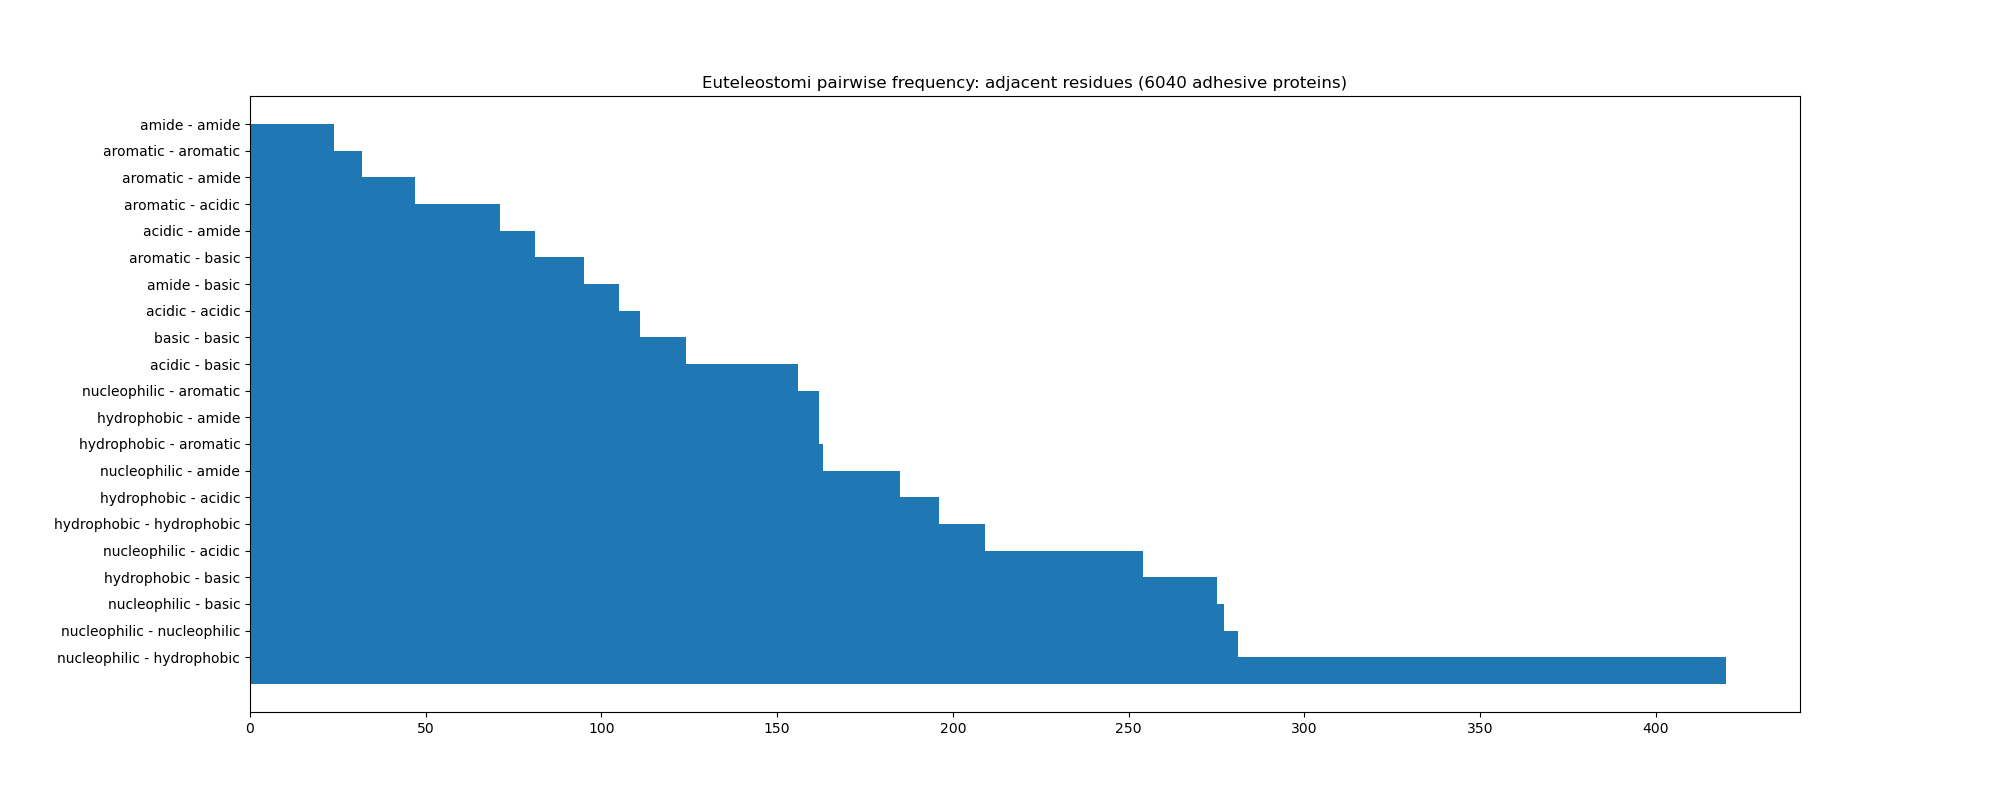 Euteleostomi pairwise frequency: adjacent residues (6040 adhesive proteins)
amide - amide
aromatic - aromatic
aromatic - amide
aromatic - acidic
acidic - amide
aromatic - basic
amide - basic
acidic - acidic
basic - basic
acidic - basic
nucleophilic - aromatic
hydrophobic - amide
hydrophobic - aromatic
nucleophilic - amide
hydrophobic - acidic
hydrophobic - hydrophobic
nucleophilic - acidic
hydrophobic - basic
nucleophilic - basic
nucleophilic - nucleophilic
nucleophilic - hydrophobic
0 50 100 150 200 250 300 350 400